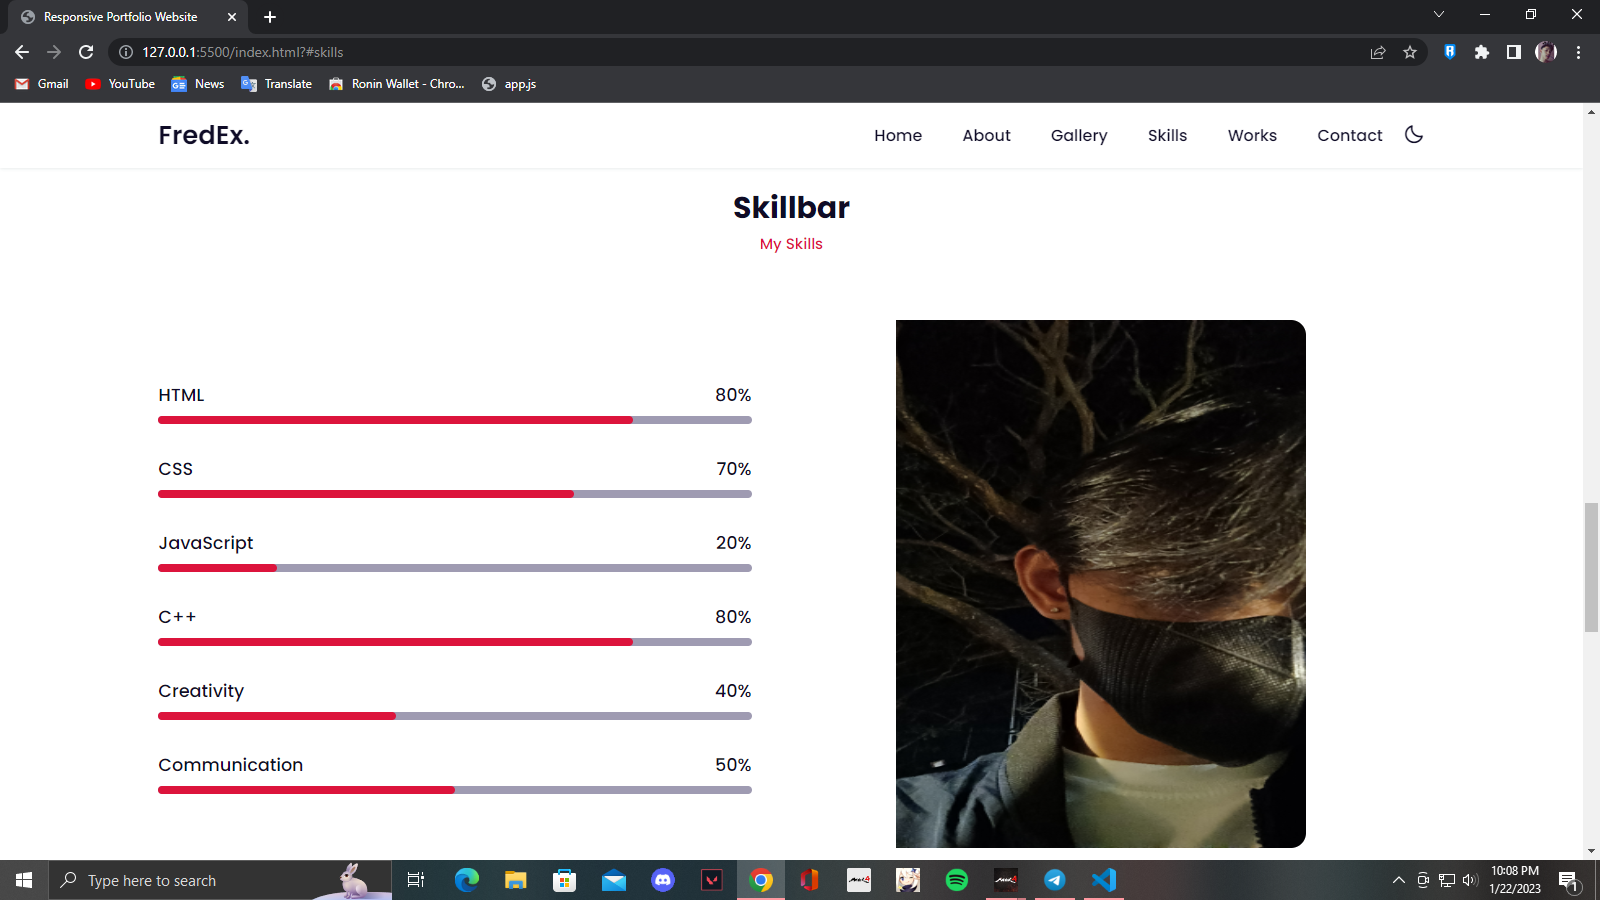 Responsive Portfolio Website
127.0.0.1:5500/index.html?#skills
Gmail YouTube News Translate Ronin Wallet - Chro... app.js
FredEx. Home About Gallery Skills Works Contact
Skillbar
My Skills
HTML 80%
CSS 70%
JavaScript 20%
C++ 80%
Creativity 40%
Communication 50%
Type here to search
10:08 PM
1/22/2023
1